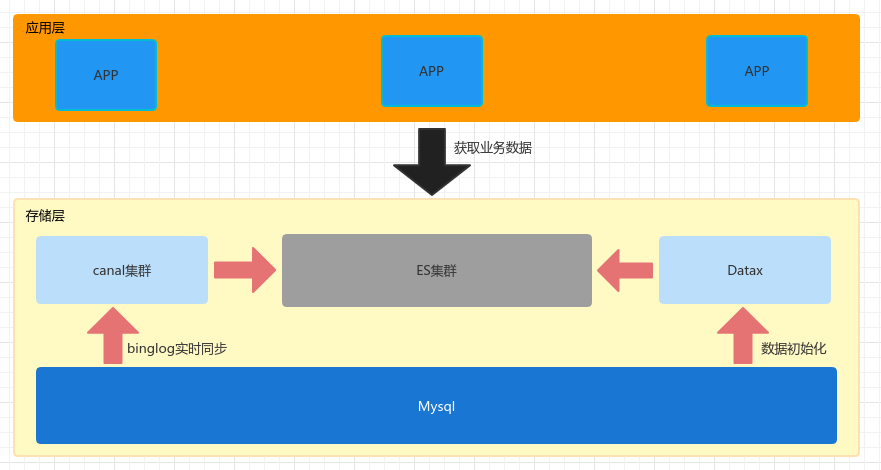 应用层
APP
APP
APP
获取业务数据
存储层
canal集群
ES集群
Datax
binglog实时同步
数据初始化
Mysql